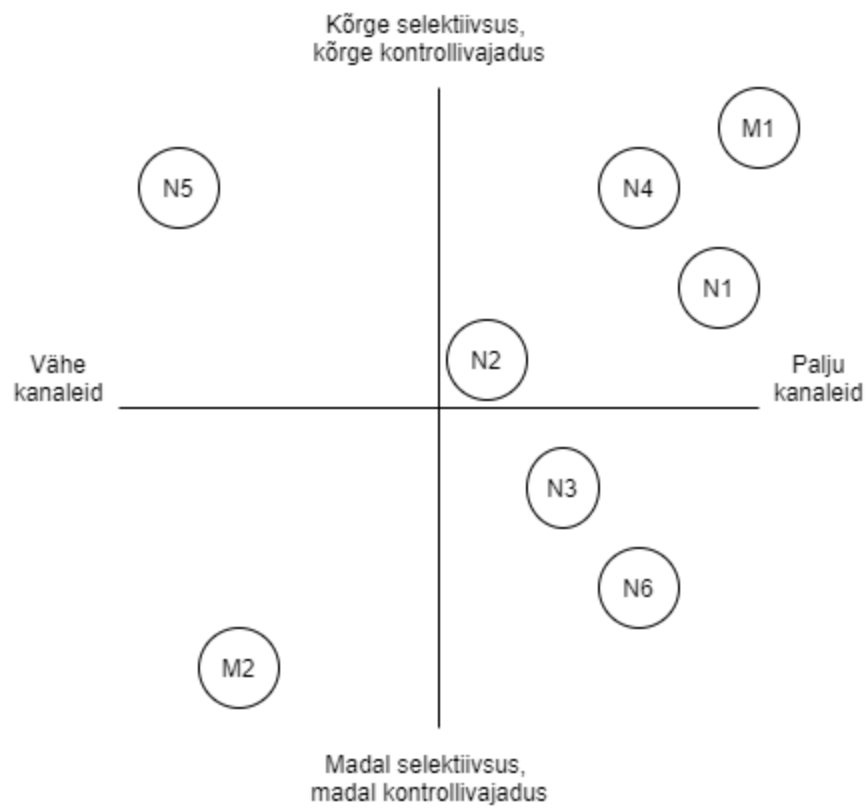 Kõrge selektiivsus,
kõrge kontrollivajadus
M1
N5
N4
N1
N2
Vähe
kanaleid
Palju
kanaleid
N3
N6
M2
Madal selektiivsus,
madal kontrollivajadus